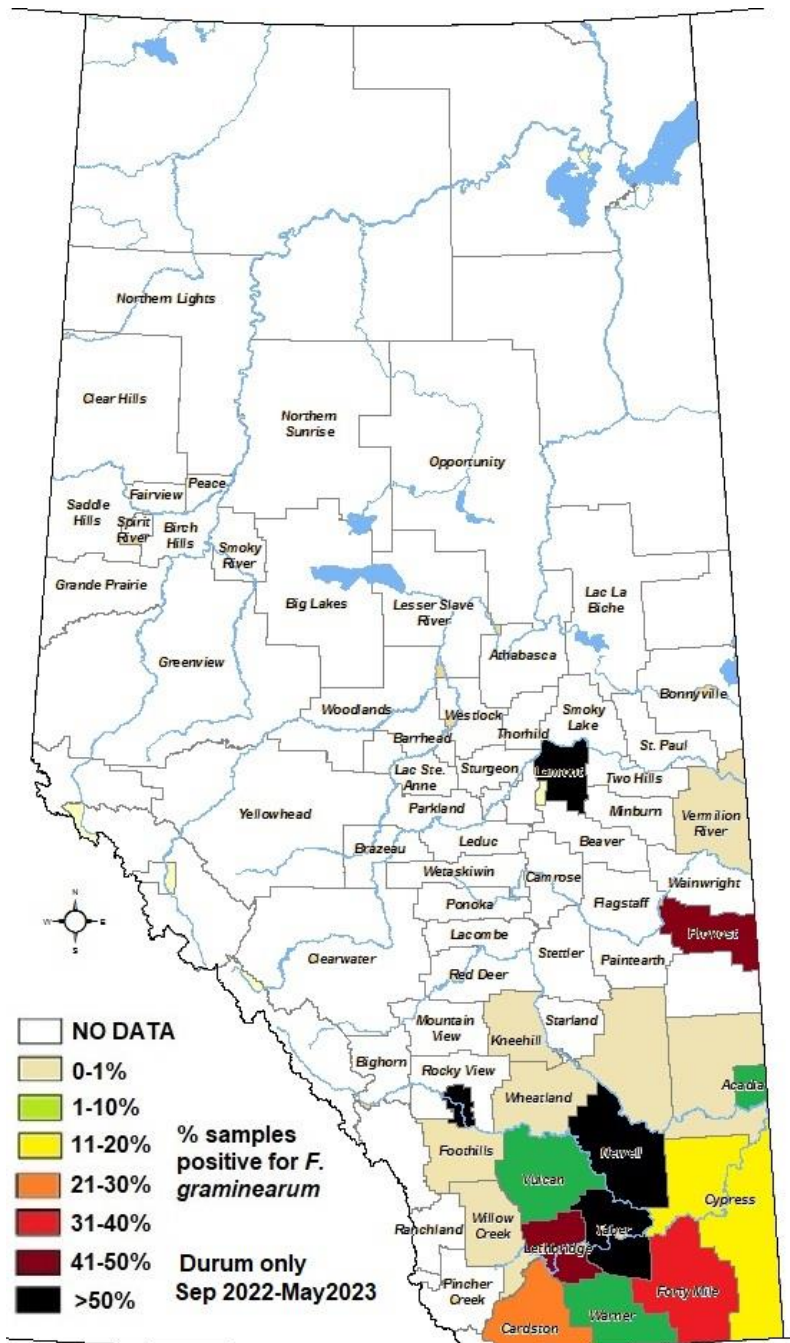 Northern Lights
Clear Hills
Northern
Sunrise
Opportunity
Peace
Fairview
Saddle
Hills
Spirit
River
Birch
Hills
Smoky
River
Grande Prairie
Big Lakes
Lesser Slave
River
Lac La
Biche
Athabasca
Greenview
Bonnyville
Woodlands
Westlock
Smoky
Lake
Thorhild
St. Paul
Barrhead
Lac Ste.
Anne
Sturgeon
Lamont
Two Hills
Yellowhead
Parkland
Minburn
Vermilion
River
Brazeau
Leduc
Beaver
Wetaskiwin
Camrose
Wainwright
Ponoka
Flagstaff
N
W
E
S
Lacombe
Provost
Clearwater
Stettler
Paintearth
Red Deer
Mountain
View
Starland
Kneehill
Bighorn
Rocky View
Acadia
Wheatland
Foothills
Newell
Vulcan
Cypress
Ranchland
Willow
Creek
Taber
Lethbridge
Pincher
Creek
Forty Mile
Warner
Cardston
NO DATA
0-1%
1-10%
11-20%
21-30%
31-40%
41-50%
>50%
% samples
positive for F.
graminearum
Durum only
Sep 2022-May2023